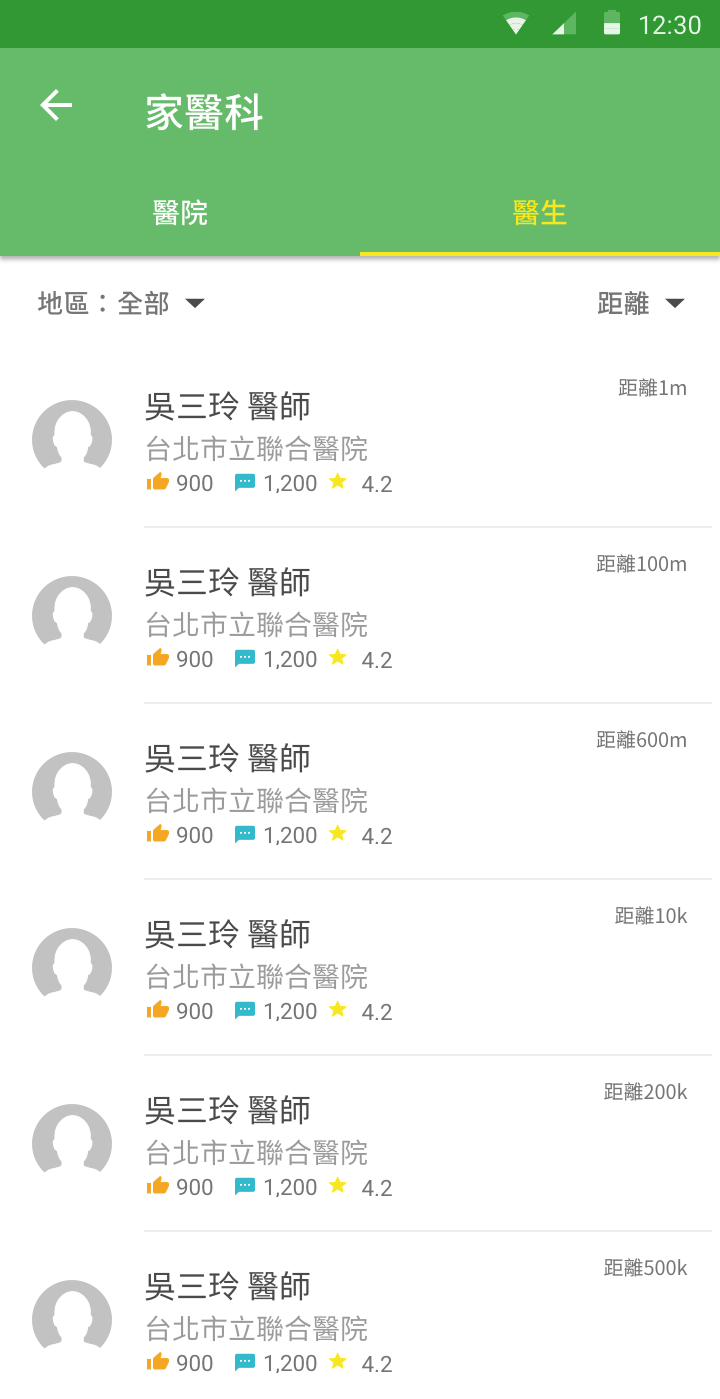 12:30
家醫科
醫院 醫生
地區：全部 距離
吳三玲 醫師 距離1m
台北市立聯合醫院
900 1,200 4.2
吳三玲 醫師 距離100m
台北市立聯合醫院
900 1,200 4.2
吳三玲 醫師 距離600m
台北市立聯合醫院
900 1,200 4.2
吳三玲 醫師 距離10k
台北市立聯合醫院
900 1,200 4.2
吳三玲 醫師 距離200k
台北市立聯合醫院
900 1,200 4.2
吳三玲 醫師 距離500k
台北市立聯合醫院
900 1,200 4.2